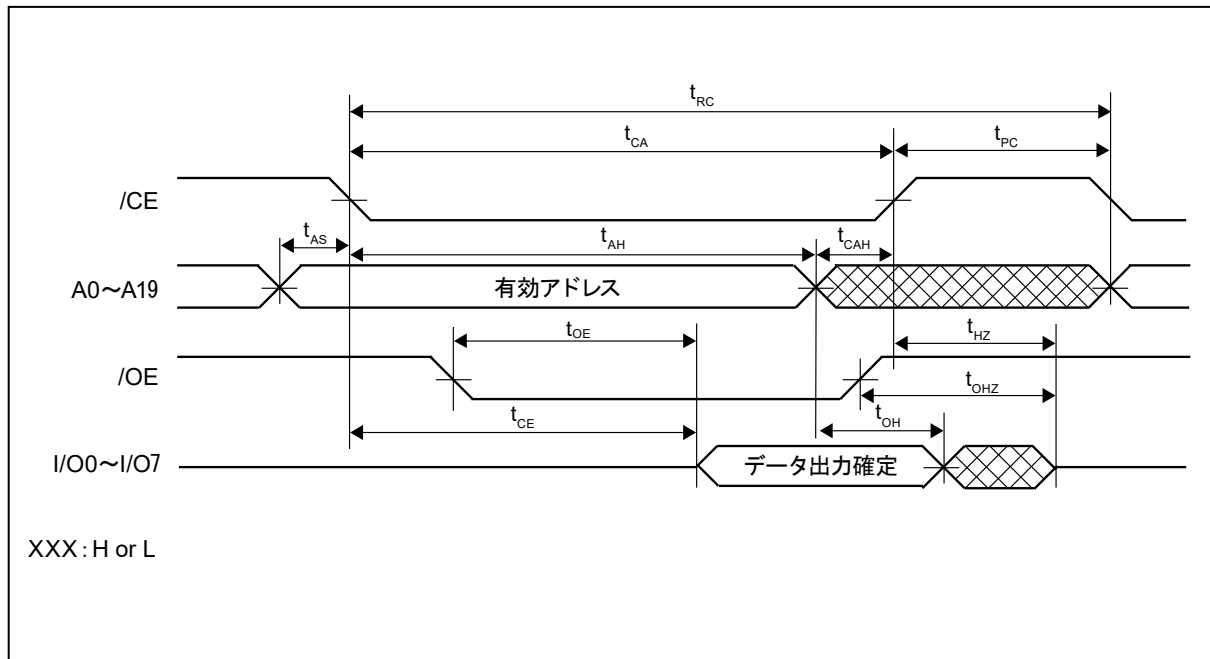 tRC
tCA
tPC
/CE
tAS
tAH
tCAH
A0～A19
有効アドレス
tOE
tHZ
/OE
tOHZ
tCE
tOH
I/O0～I/O7
データ出力確定
XXX : H or L